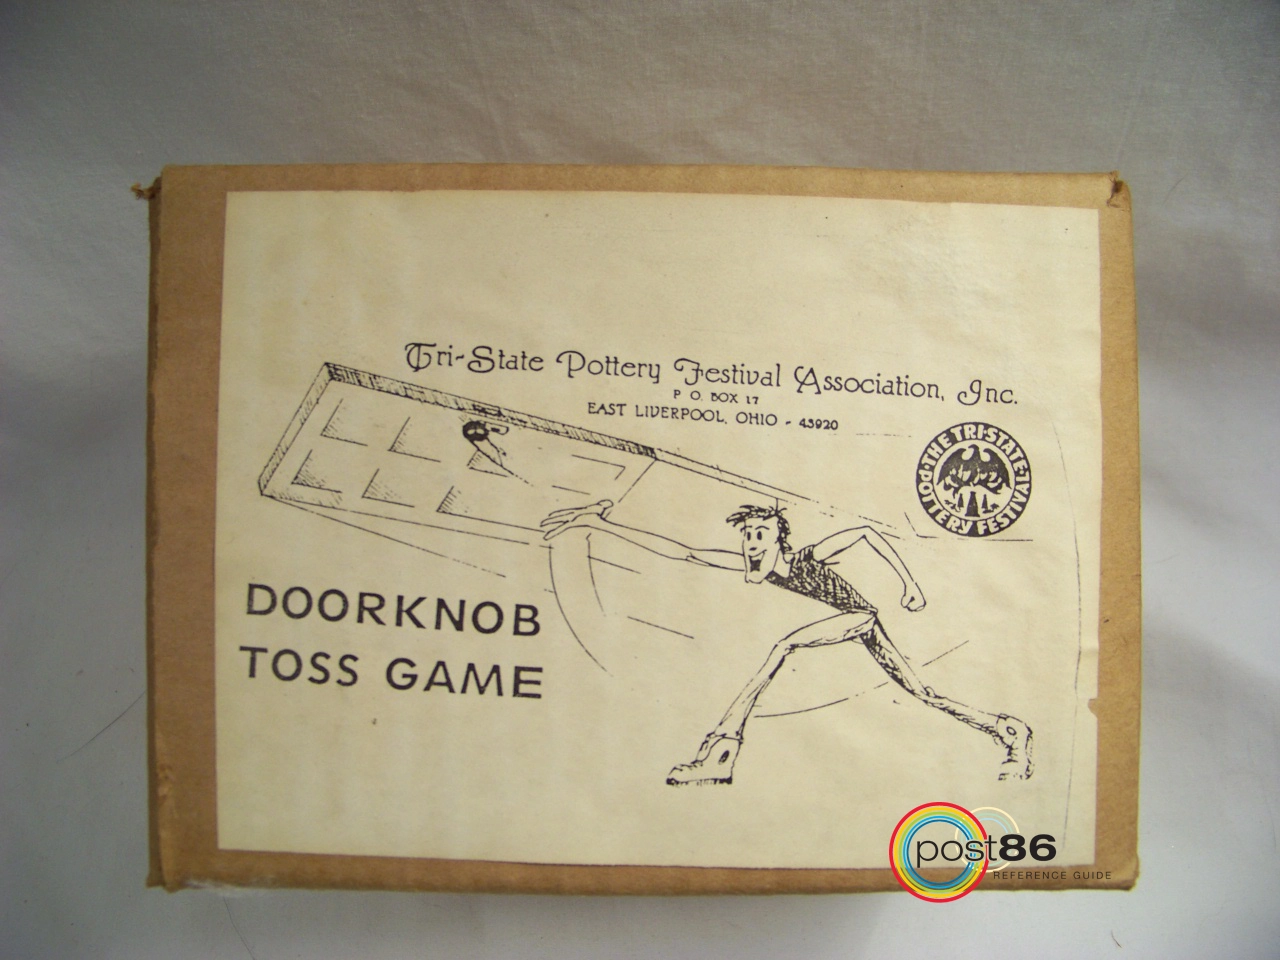 Tri-State Pottery Festival Association, Inc.
P O. BOX 17
EAST LIVERPOOL, OHIO - 43920
THE TRI-STATE
POTTERY FESTIVAL
DOORKNOB
TOSS GAME
post86
REFERENCE GUIDE